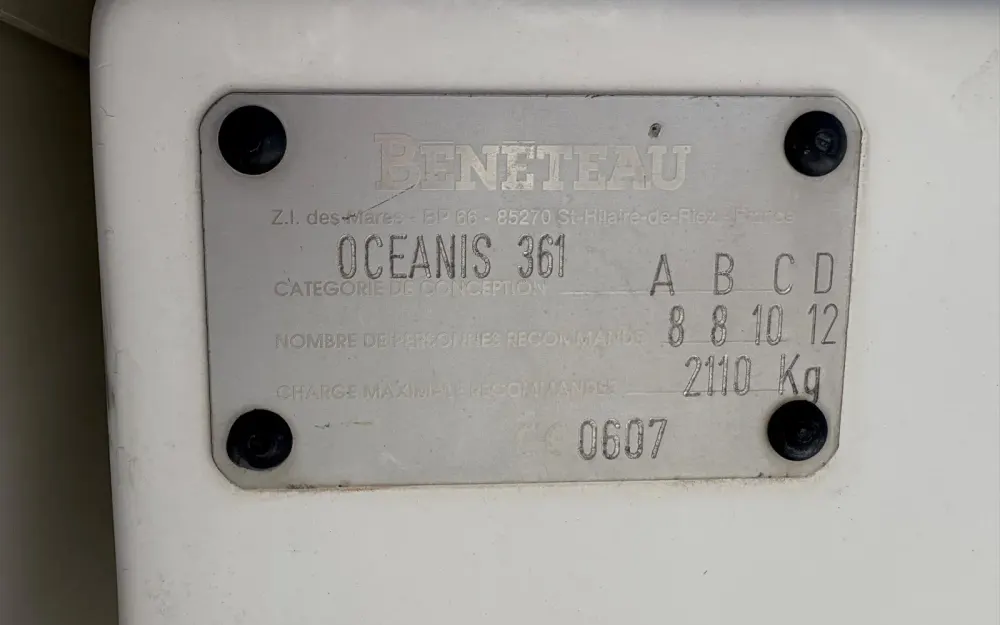 BENETEAU
Z.I. des Mares - BP 66 - 85270 St-Hilaire-de-Riez - France
OCEANIS 361
CATEGORIE DE CONCEPTION A B C D
NOMBRE DE PERSONNES RECOMMANDE 8 8 10 12
CHARGE MAXIMALE RECOMMANDEE 2110 Kg
CE 0607